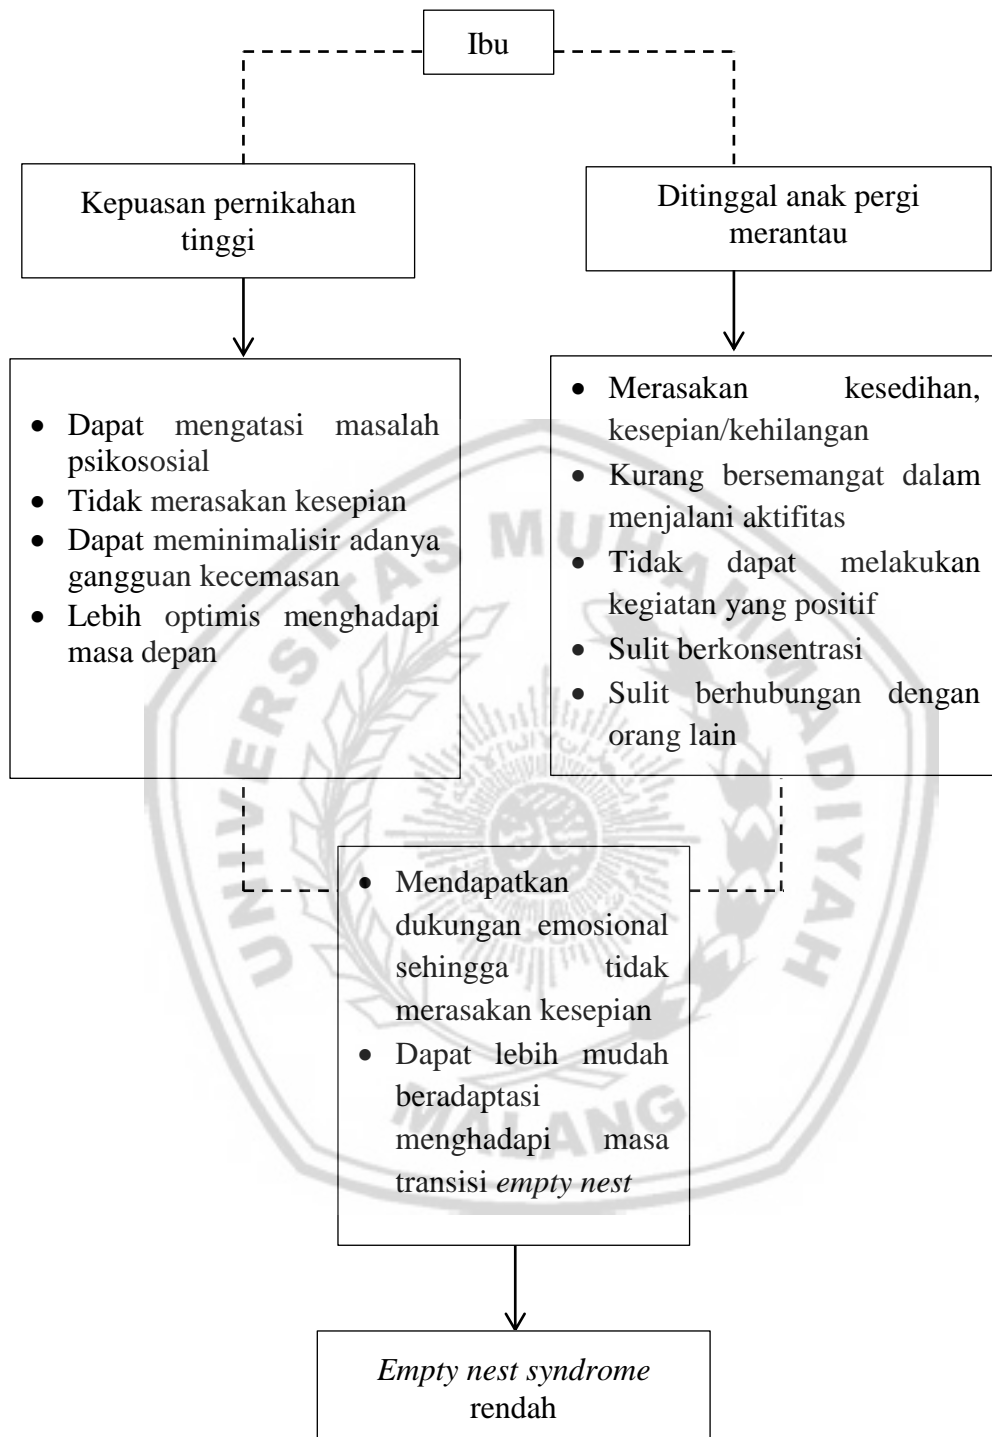 Ibu
Kepuasan pernikahan
tinggi
Ditinggal anak pergi
merantau
• Dapat mengatasi masalah
psikososial
• Tidak merasakan kesepian
• Dapat meminimalisir adanya
gangguan kecemasan
• Lebih optimis menghadapi
masa depan
• Merasakan kesedihan,
kesepian/kehilangan
• Kurang bersemangat dalam
menjalani aktifitas
• Tidak dapat melakukan
kegiatan yang positif
• Sulit berkonsentrasi
• Sulit berhubungan dengan
orang lain
• Mendapatkan
dukungan emosional
sehingga tidak
merasakan kesepian
• Dapat lebih mudah
beradaptasi
menghadapi masa
transisi empty nest
Empty nest syndrome
rendah
UNIVERSITAS MUHAMMADIYAH
MALANG